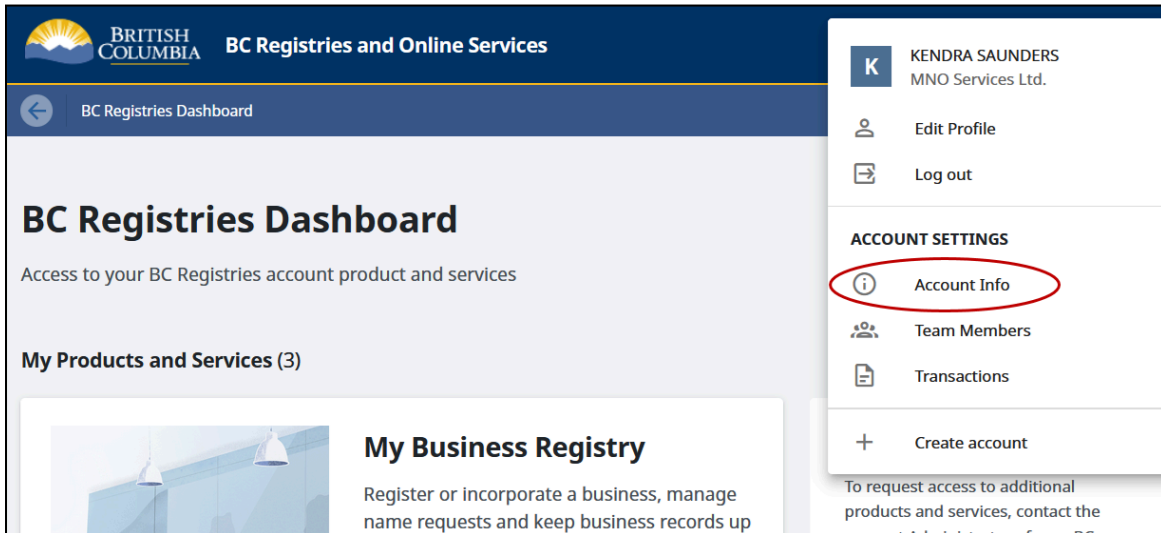 BRITISH
COLUMBIA
BC Registries and Online Services
BC Registries Dashboard
BC Registries Dashboard
Access to your BC Registries account product and services
My Products and Services (3)
My Business Registry
Register or incorporate a business, manage
name requests and keep business records up
K
KENDRA SAUNDERS
MNO Services Ltd.
Edit Profile
Log out
ACCOUNT SETTINGS
Account Info
Team Members
Transactions
Create account
To request access to additional
products and services, contact the